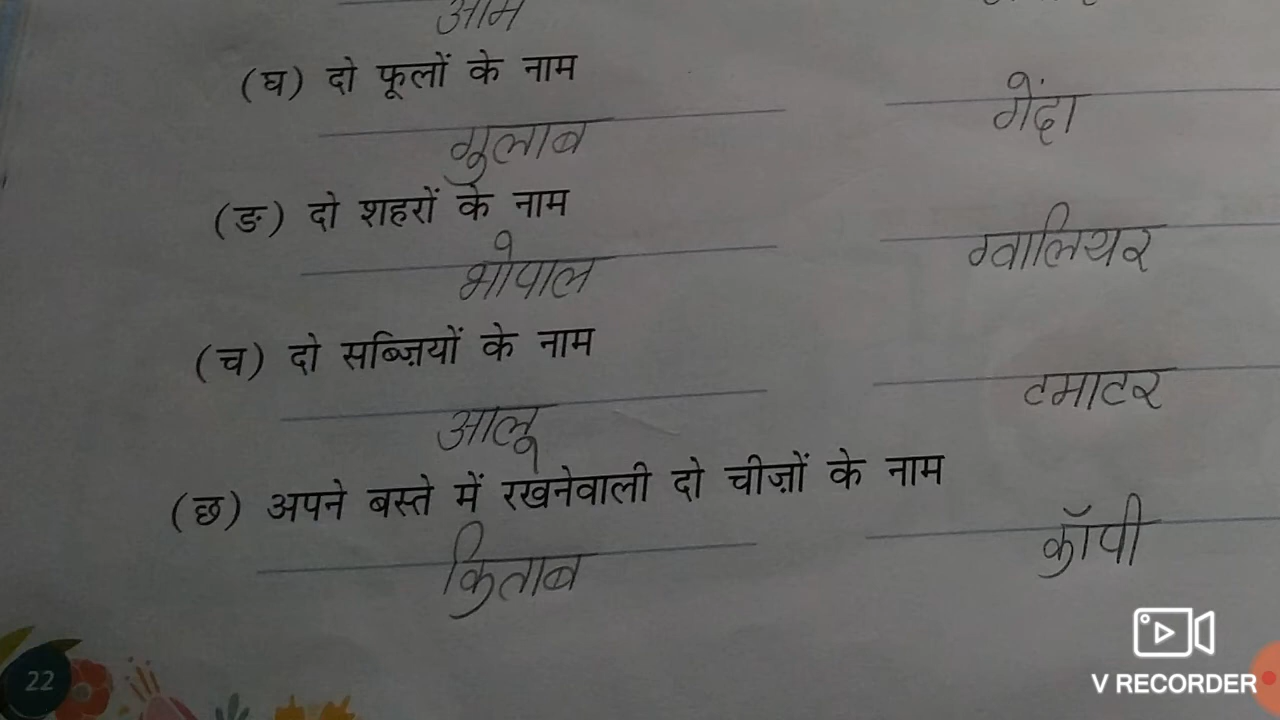 आम
(घ) दो फूलों के नाम
गुलाब गेंदा
(ङ) दो शहरों के नाम
भोपाल ग्वालियर
(च) दो सब्ज़ियों के नाम
आलू टमाटर
(छ) अपने बस्ते में रखनेवाली दो चीज़ों के नाम
किताब कॉपी
22
V RECORDER